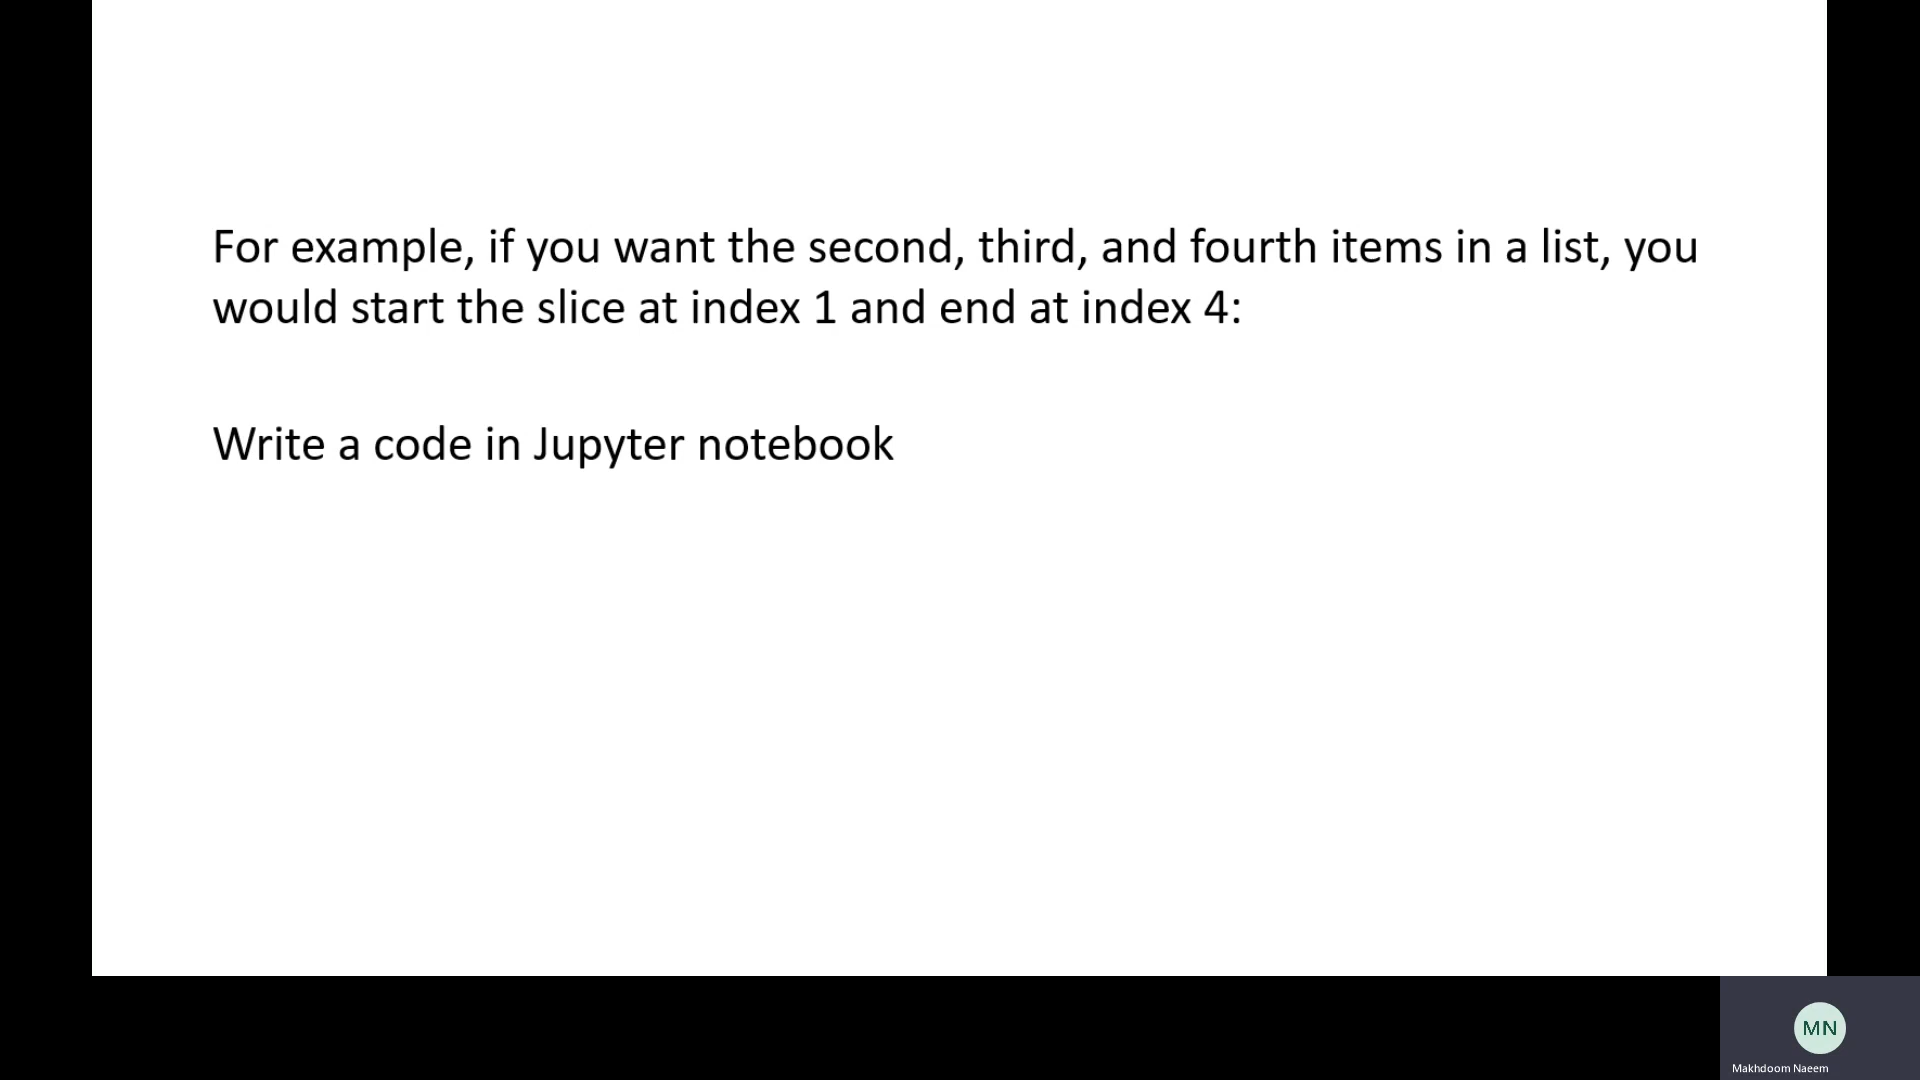 For example, if you want the second, third, and fourth items in a list, you
would start the slice at index 1 and end at index 4:
Write a code in Jupyter notebook
MN
Makhdoom Naeem